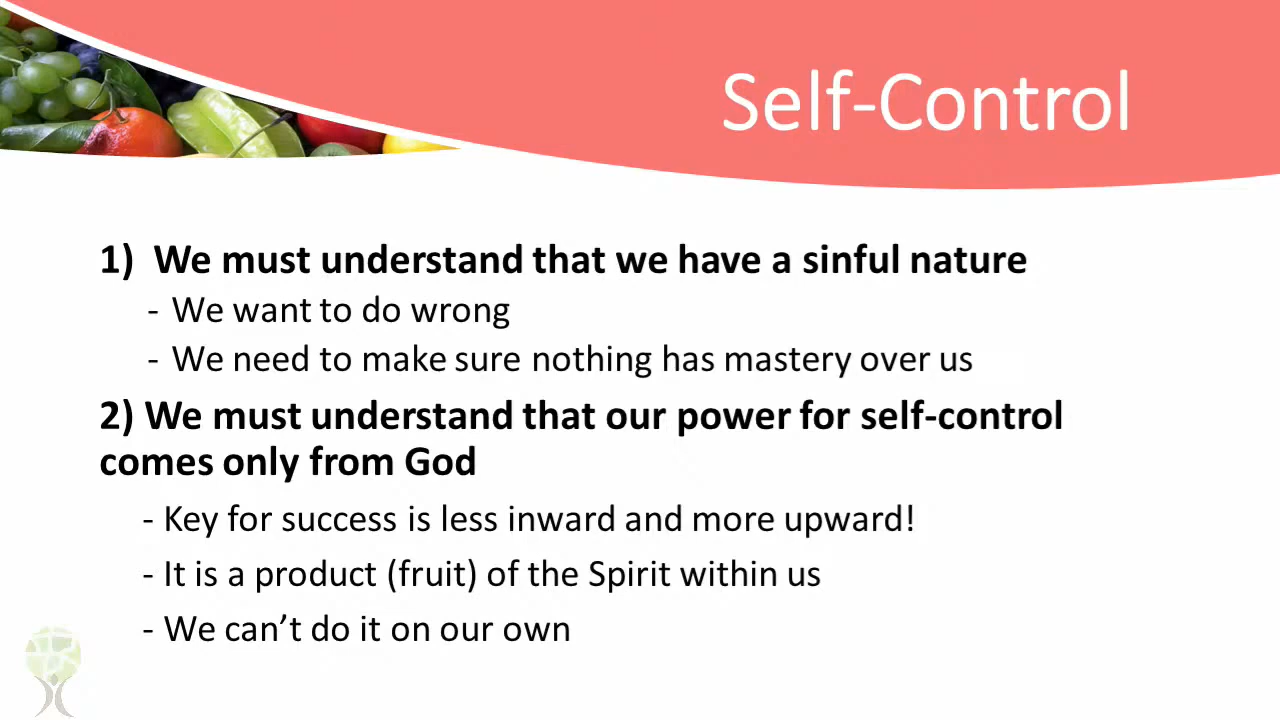 Self-Control
1) We must understand that we have a sinful nature
- We want to do wrong
- We need to make sure nothing has mastery over us
2) We must understand that our power for self-control
comes only from God
- Key for success is less inward and more upward!
- It is a product (fruit) of the Spirit within us
- We can’t do it on our own